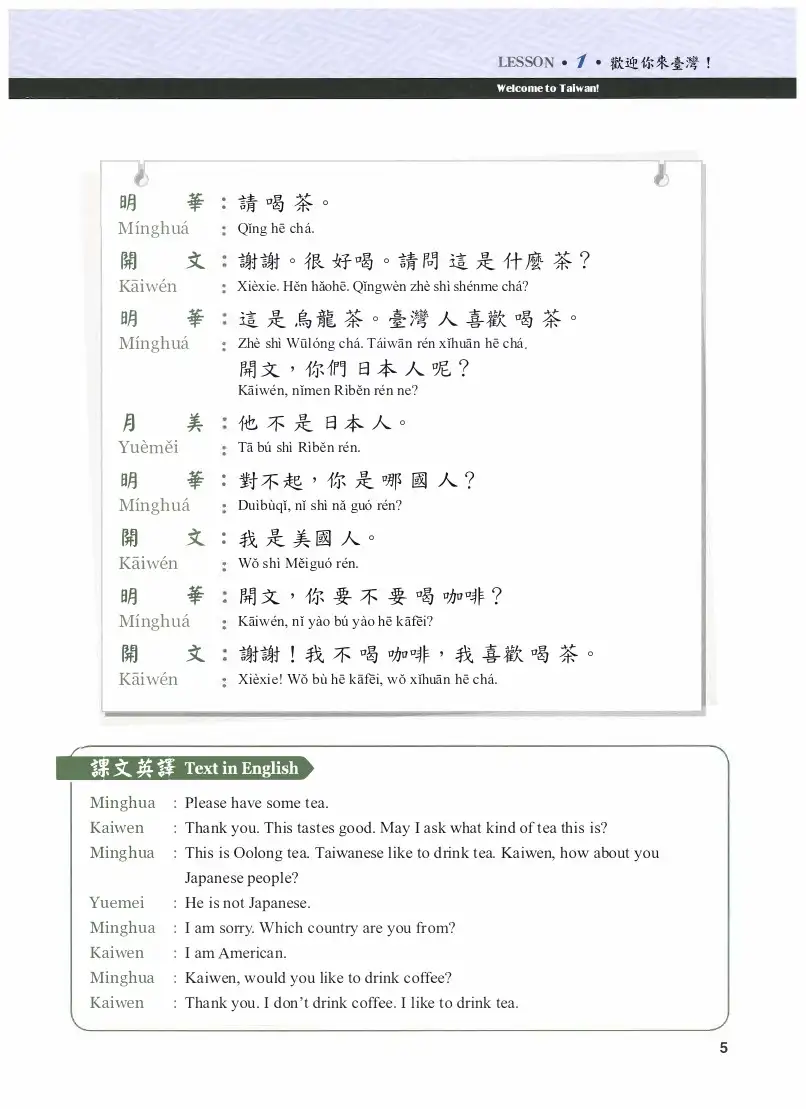 LESSON • 1 • 歡迎你來臺灣！
Welcome to Taiwan!
明華：請喝茶。
Mínghuá : Qǐng hē chá.
開文：謝謝。很好喝。請問這是什麼茶？
Kāiwén : Xièxie. Hěn hǎohē. Qǐngwèn zhè shì shénme chá?
明華：這是烏龍茶。臺灣人喜歡喝茶。
Mínghuá : Zhè shì Wūlóng chá. Táiwān rén xǐhuān hē chá.
開文，你們日本人呢？
Kāiwén, nǐmen Rìběn rén ne?
月美：他不是日本人。
Yuèměi : Tā bú shì Rìběn rén.
明華：對不起，你是哪國人？
Mínghuá : Duìbùqǐ, nǐ shì nǎ guó rén?
開文：我是美國人。
Kāiwén : Wǒ shì Měiguó rén.
明華：開文，你要不要喝咖啡？
Mínghuá : Kāiwén, nǐ yào bú yào hē kāfēi?
開文：謝謝！我不喝咖啡，我喜歡喝茶。
Kāiwén : Xièxie! Wǒ bù hē kāfēi, wǒ xǐhuān hē chá.
課文英譯 Text in English
Minghua : Please have some tea.
Kaiwen : Thank you. This tastes good. May I ask what kind of tea this is?
Minghua : This is Oolong tea. Taiwanese like to drink tea. Kaiwen, how about you
Japanese people?
Yuemei : He is not Japanese.
Minghua : I am sorry. Which country are you from?
Kaiwen : I am American.
Minghua : Kaiwen, would you like to drink coffee?
Kaiwen : Thank you. I don't drink coffee. I like to drink tea.
5